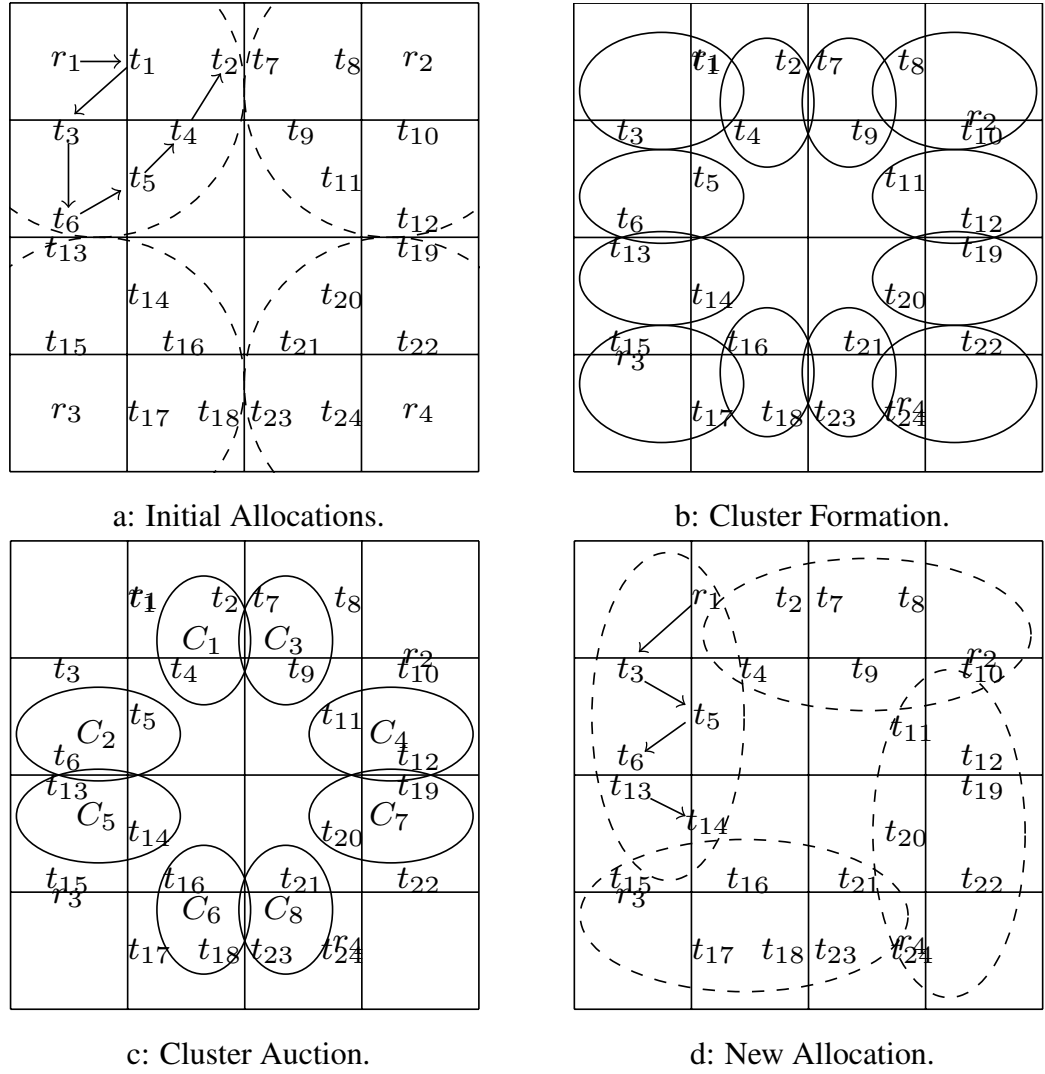 r1 t1 t2 t7 t8 r2
t3 t4 t9 t10
t5 t11
t6 t12
t13 t19
t14 t20
t15 t16 t21 t22
r3 t17 t18 t23 t24 r4
a: Initial Allocations.
r1 t1 t2 t7 t8
r2
t3 t4 t9 t10
t5 t11
t6 t12
t13 t19
t14 t20
t15 t16 t21 t22
r3
r4
t17 t18 t23 t24
b: Cluster Formation.
r1 t1 t2 t7 t8
C1 C3
r2
t3 t4 t9 t10
t5 t11
C2 C4
t6 t12
t13 t19
C5 C7
t14 t20
t15 t16 t21 t22
r3
C6 C8
r4
t17 t18 t23 t24
c: Cluster Auction.
r1 t2 t7 t8
r2
t3 t4 t9 t10
t5 t11
t6 t12
t13 t19
t14 t20
t15 t16 t21 t22
r3
r4
t17 t18 t23 t24
d: New Allocation.